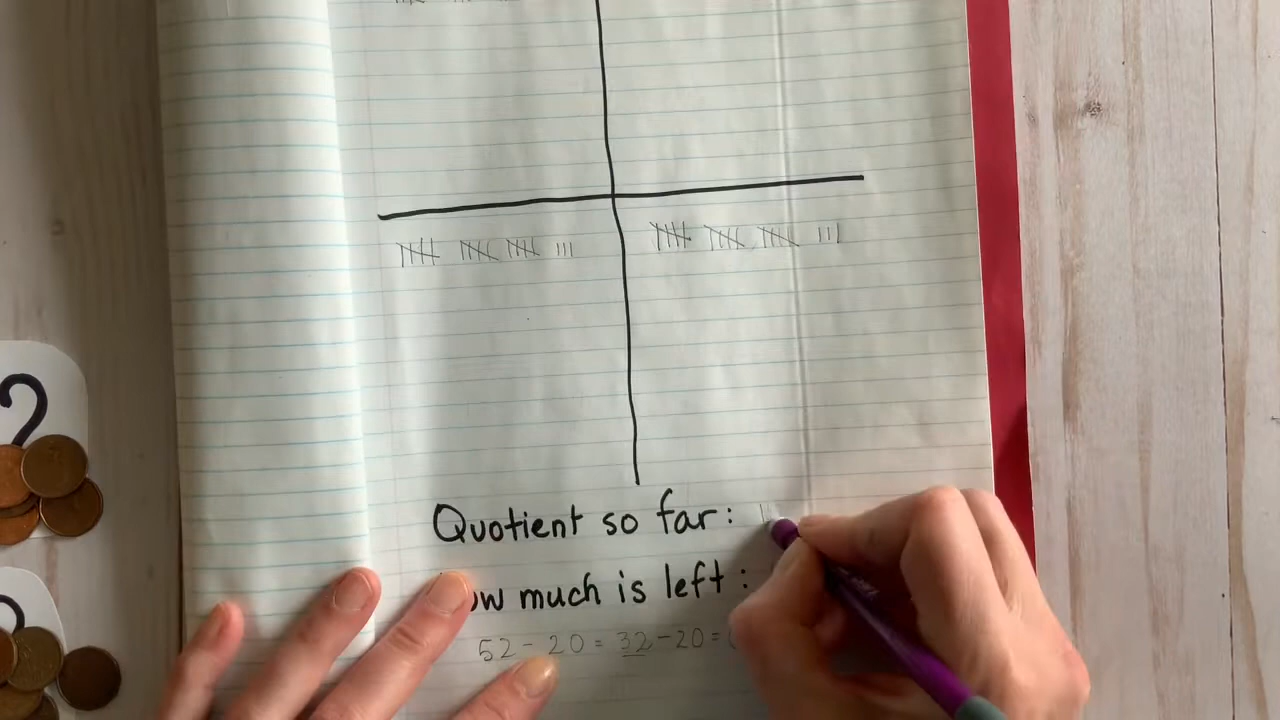 ?
Quotient so far:
ow much is left :
52 - 20 = 32 - 20 =